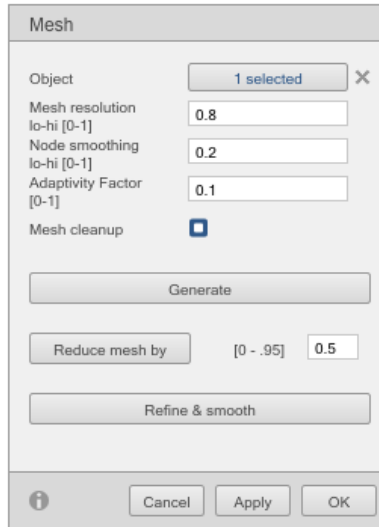 Mesh
Object
1 selected
Mesh resolution
lo-hi [0-1]
0.8
Node smoothing
lo-hi [0-1]
0.2
Adaptivity Factor
[0-1]
0.1
Mesh cleanup
Generate
Reduce mesh by [0 - .95] 0.5
Refine & smooth
Cancel Apply OK